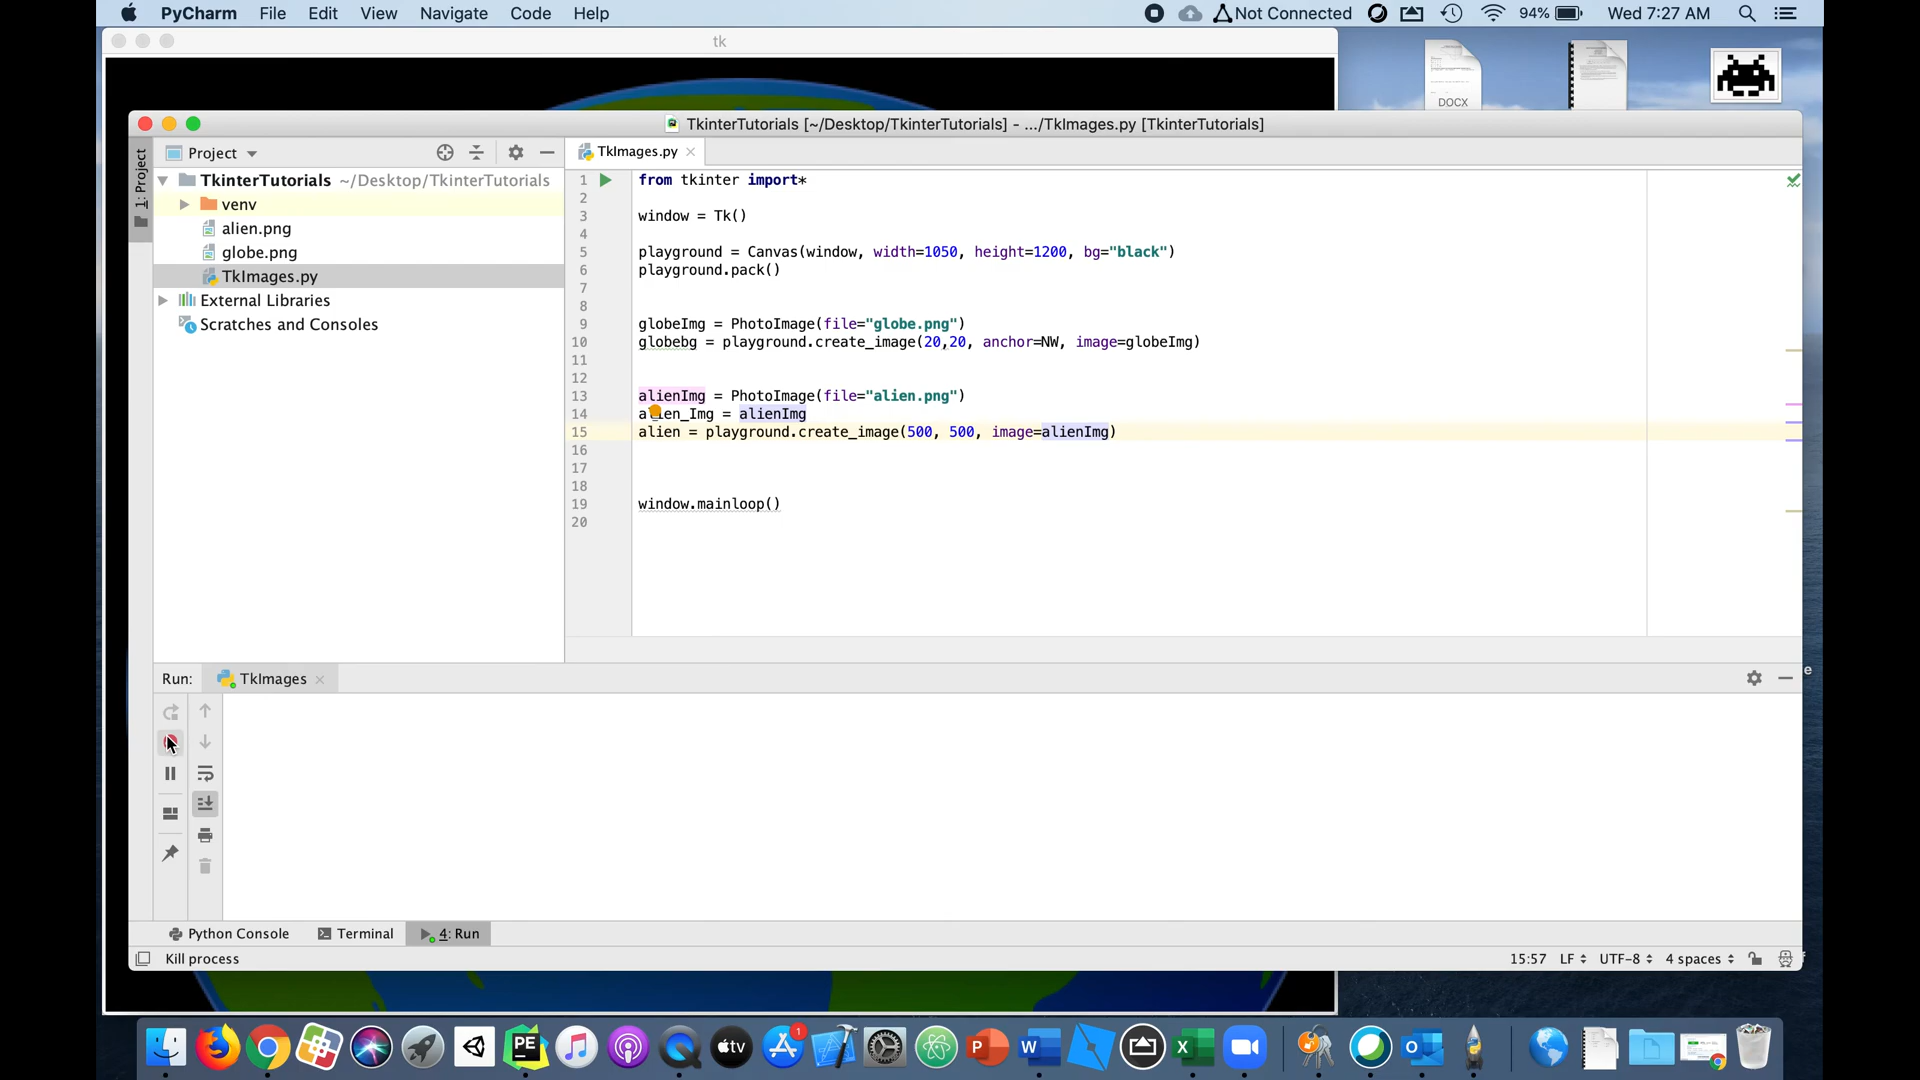 PyCharm File Edit View Navigate Code Help Not Connected 94% Wed 7:27 AM
tk
DOCX
TkinterTutorials [~/Desktop/TkinterTutorials] - .../TkImages.py [TkinterTutorials]
1: Project
Project
TkinterTutorials ~/Desktop/TkinterTutorials
venv
alien.png
globe.png
TkImages.py
External Libraries
Scratches and Consoles
TkImages.py
1 from tkinter import*
2
3 window = Tk()
4
5 playground = Canvas(window, width=1050, height=1200, bg="black")
6 playground.pack()
7
8
9 globeImg = PhotoImage(file="globe.png")
10 globebg = playground.create_image(20,20, anchor=NW, image=globeImg)
11
12
13 alienImg = PhotoImage(file="alien.png")
14 alien_Img = alienImg
15 alien = playground.create_image(500, 500, image=alienImg)
16
17
18
19 window.mainloop()
20
Run: TkImages
Python Console Terminal 4: Run
Kill process 15:57 LF UTF-8 4 spaces
PE tv 1 P W X O